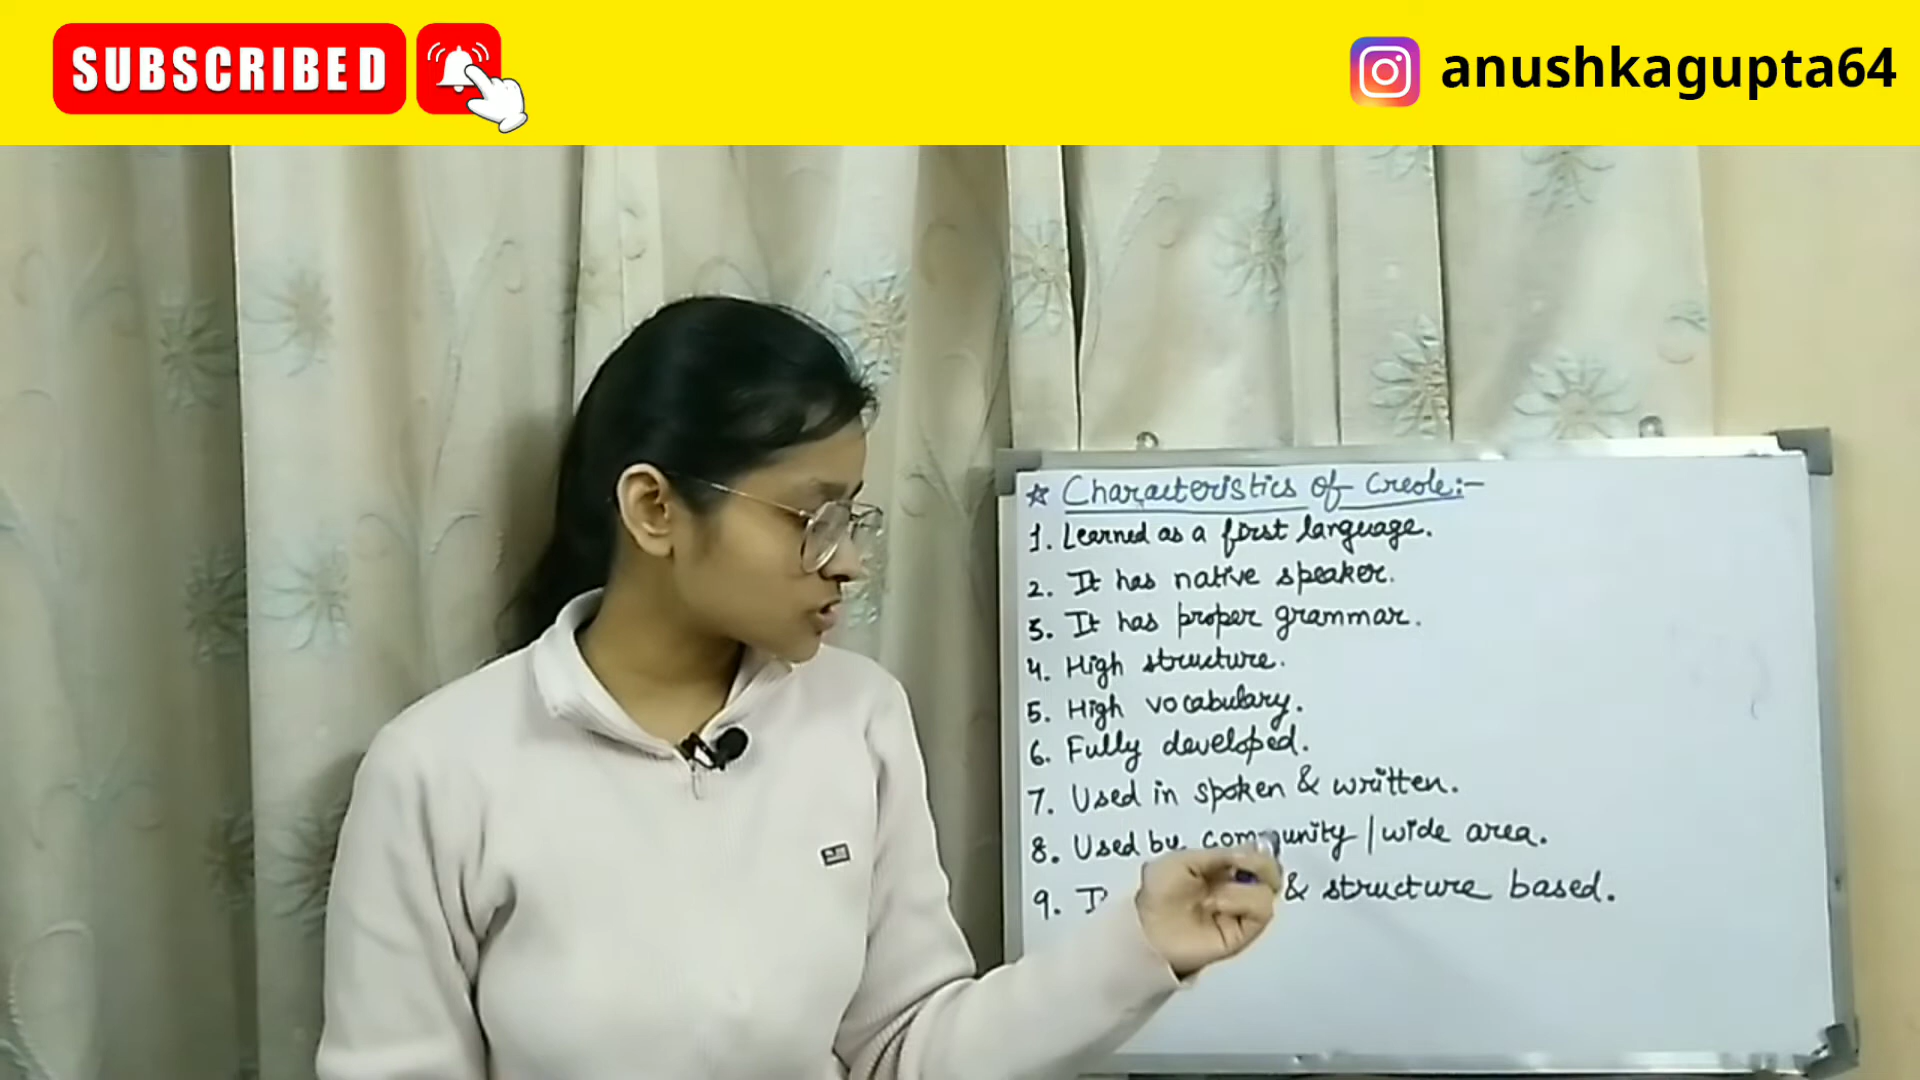 SUBSCRIBED
anushkagupta64
☆ Characteristics of Creole:-
1. Learned as a first language.
2. It has native speaker.
3. It has proper grammar.
4. High structure.
5. High vocabulary.
6. Fully developed.
7. Used in spoken & written.
8. Used by community / wide area.
9. & structure based.